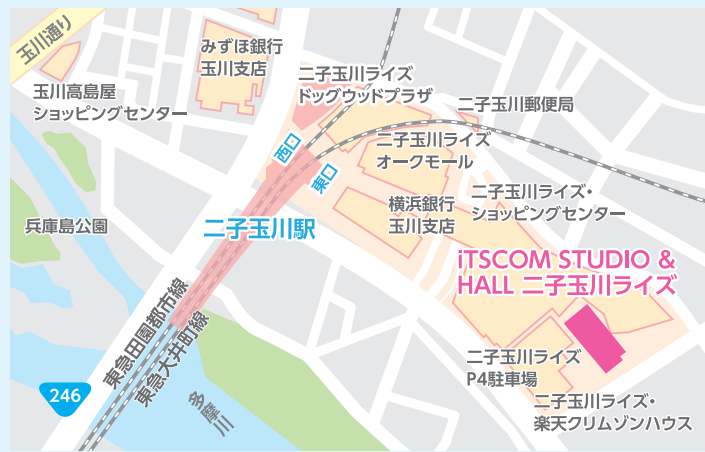 玉川通り
みずほ銀行
玉川支店
玉川高島屋
ショッピングセンター
二子玉川ライズ
ドッグウッドプラザ
二子玉川郵便局
西口
東口
二子玉川ライズ
オークモール
横浜銀行
玉川支店
二子玉川ライズ・
ショッピングセンター
兵庫島公園
二子玉川駅
iTSCOM STUDIO &
HALL 二子玉川ライズ
東急田園都市線
東急大井町線
二子玉川ライズ
P4駐車場
246
多摩川
二子玉川ライズ・
楽天クリムゾンハウス